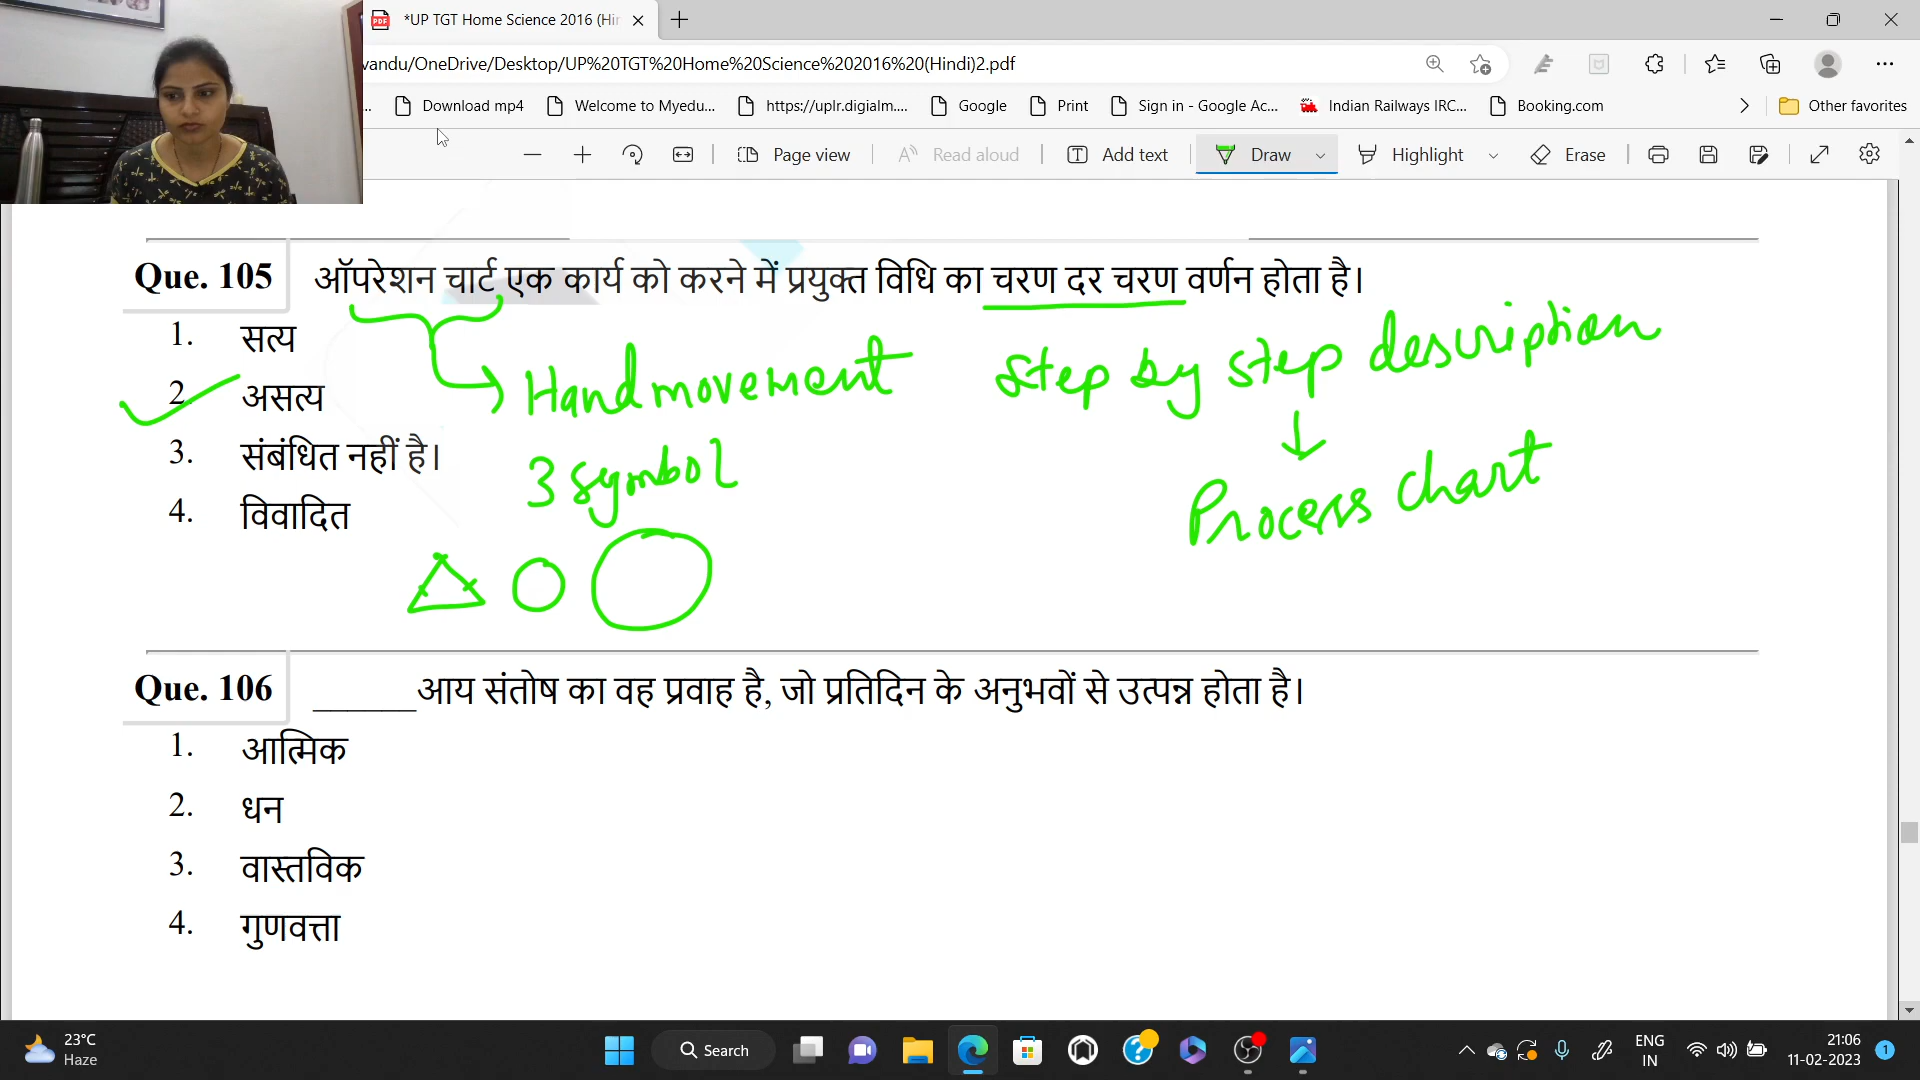 *UP TGT Home Science 2016 (Hin
vandu/OneDrive/Desktop/UP%20TGT%20Home%20Science%202016%20(Hindi)2.pdf
... Download mp4 Welcome to Myedu... https://uplr.digialm.... Google Print Sign in - Google Ac... Indian Railways IRC... Booking.com Other favorites
Page view Read aloud Add text Draw Highlight Erase
Que. 105 ऑपरेशन चार्ट एक कार्य को करने में प्रयुक्त विधि का चरण दर चरण वर्णन होता है।
1. सत्य
2. असत्य
3. संबंधित नहीं है।
4. विवादित
Hand movement
3 symbol
Step by step description
Process chart
Que. 106 ______आय संतोष का वह प्रवाह है, जो प्रतिदिन के अनुभवों से उत्पन्न होता है।
1. आत्मिक
2. धन
3. वास्तविक
4. गुणवत्ता
23°C
Haze
Search
ENG
IN
21:06
11-02-2023
1